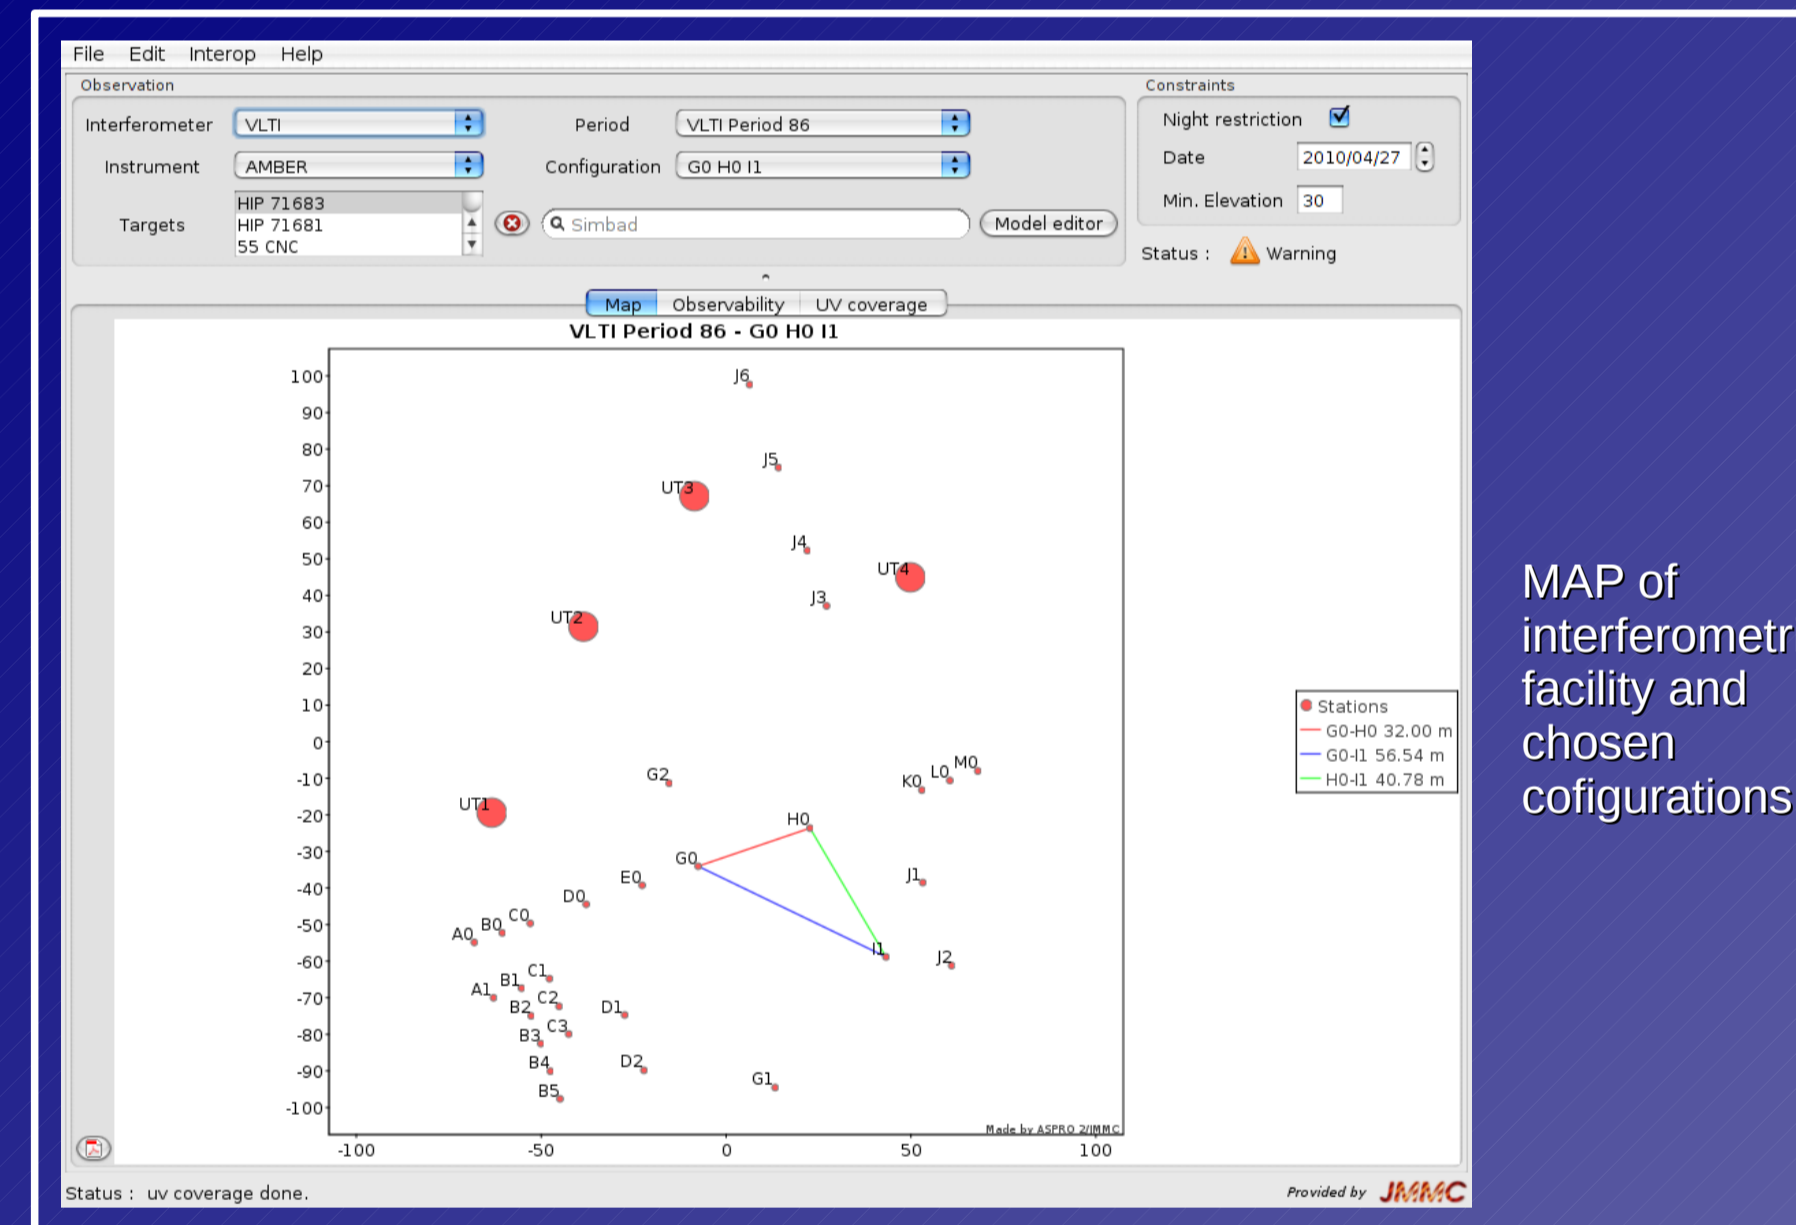 File Edit Interop Help
Observation
Constraints
Interferometer VLTI Period VLTI Period 86
Night restriction
Instrument AMBER Configuration G0 H0 I1
Date 2010/04/27
Targets HIP 71683
HIP 71681
55 CNC
Simbad
Model editor
Min. Elevation 30
Status : Warning
Map Observability UV coverage
VLTI Period 86 - G0 H0 I1
100
90
80
70
60
50
40
30
20
10
0
-10
-20
-30
-40
-50
-60
-70
-80
-90
-100
J6
J5
UT3
J4
UT4
J3
UT2
M0
L0
K0
G2
UT1
H0
G0
J1
E0
D0
C0
B0
A0
I1
J2
C1
B1
A1
C2
B2
D1
C3
B3
B4
D2
G1
B5
Made by ASPRO 2/JMMC
-100 -50 0 50 100
Stations
G0-H0 32.00 m
G0-I1 56.54 m
H0-I1 40.78 m
Status : uv coverage done.
Provided by JMMC
MAP of
interferometr
facility and
chosen
cofigurations